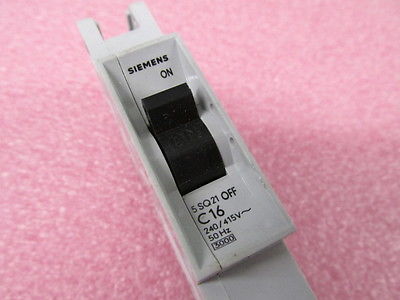 SIEMENS
ON
5SQ21 OFF
C16
240/415V~
50Hz
3000